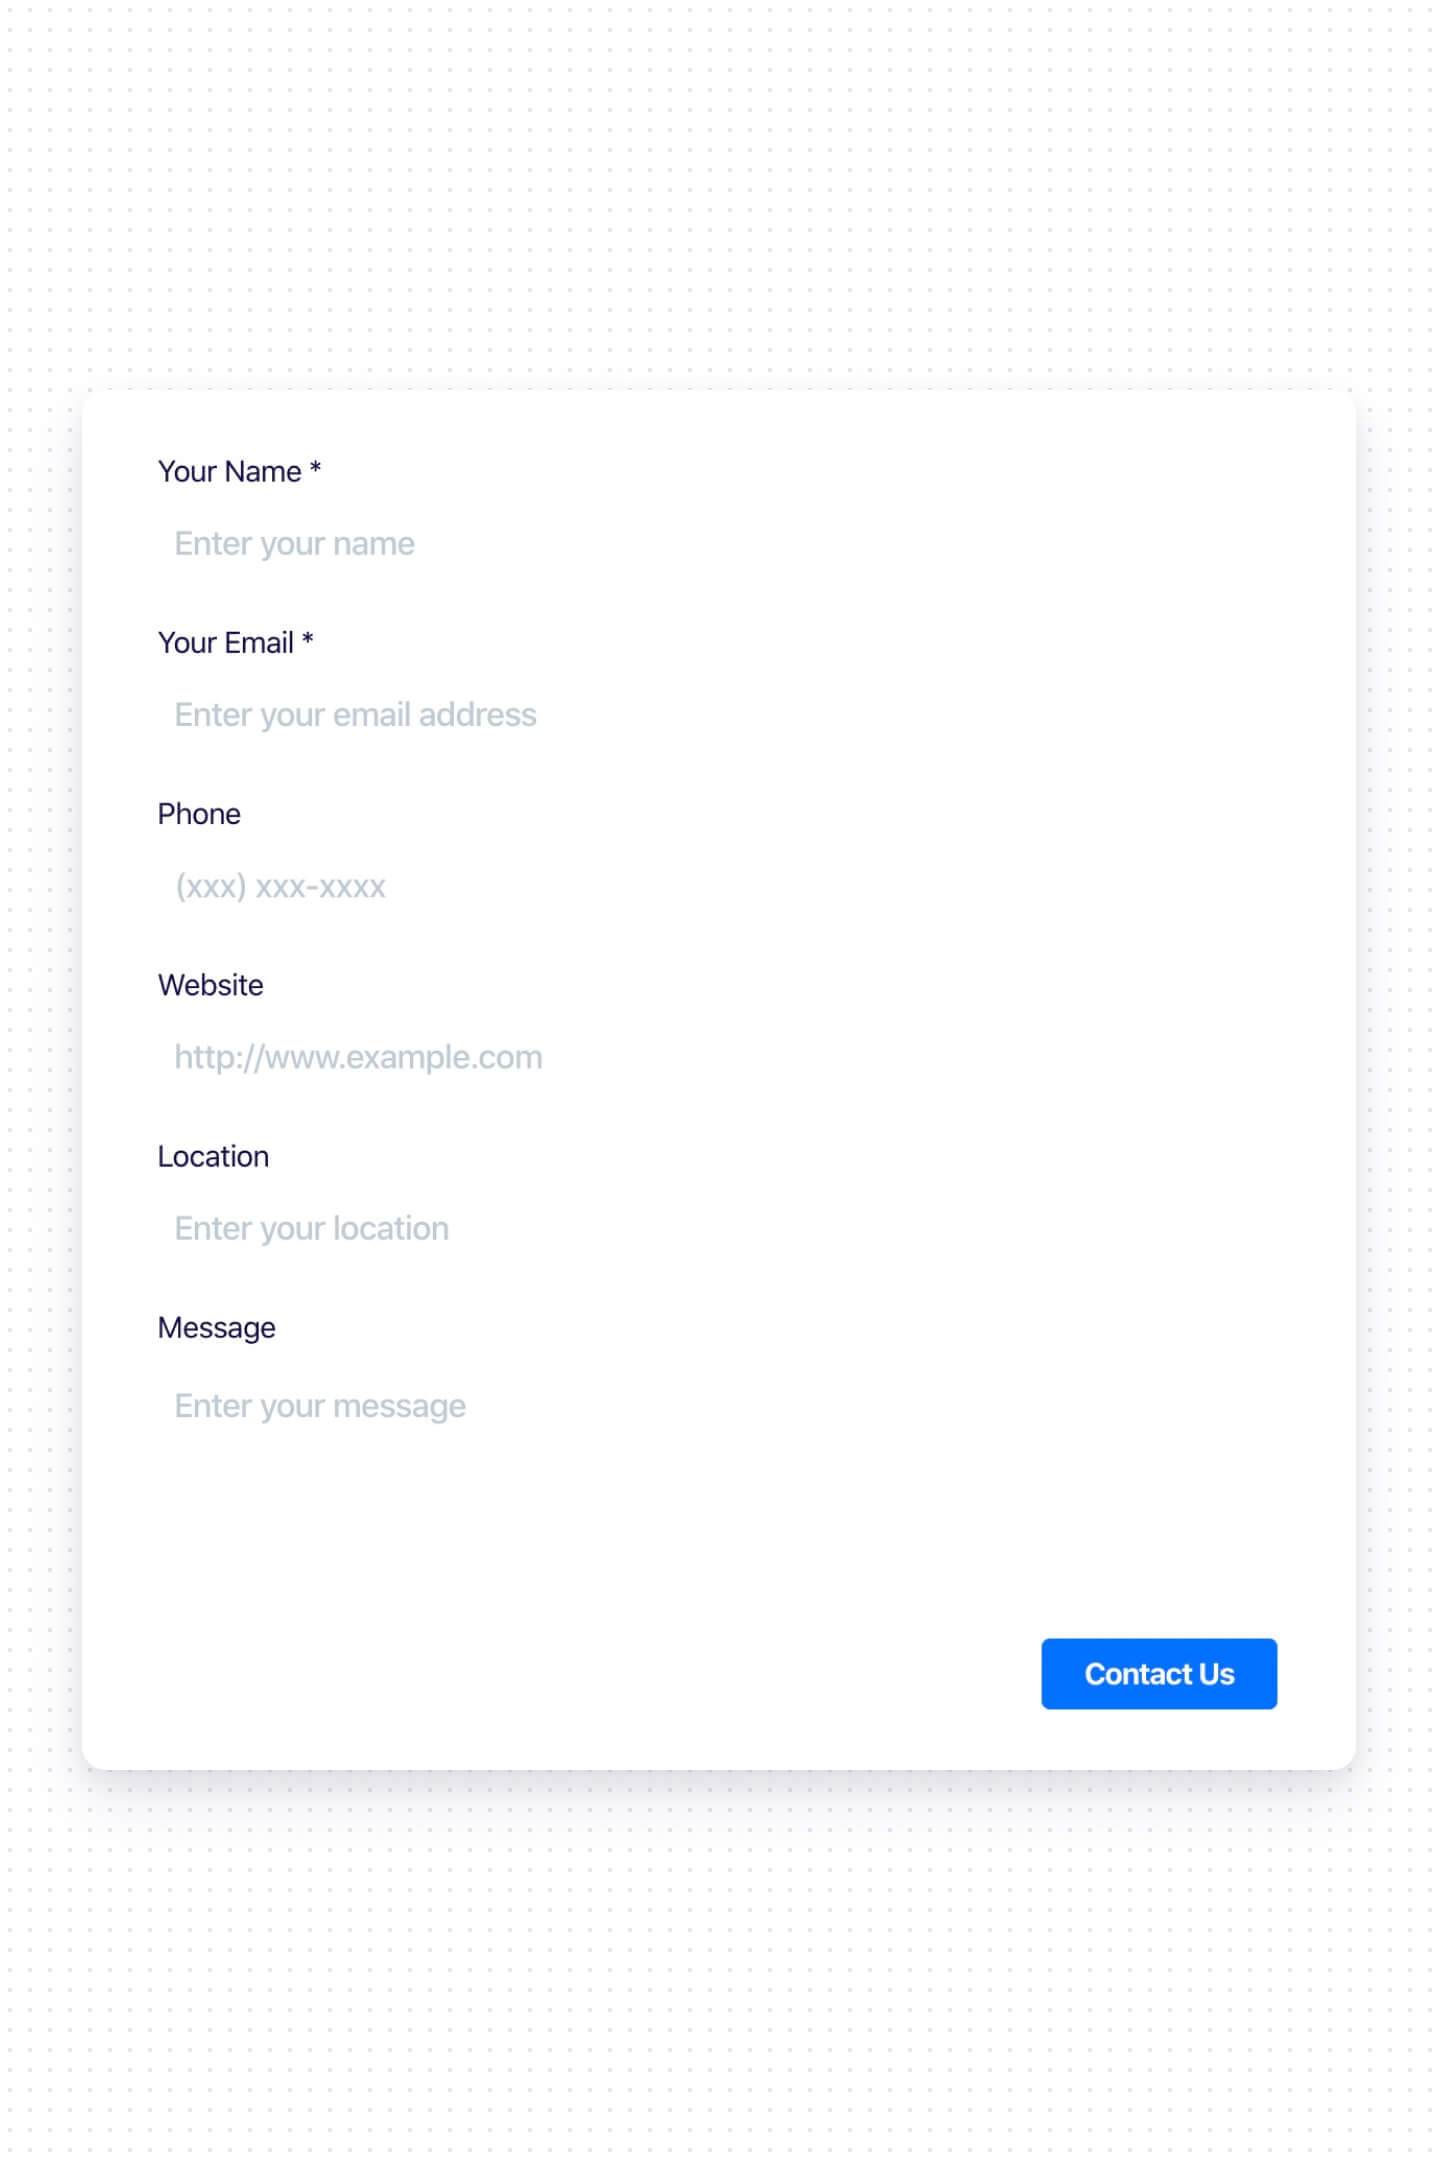 Your Name *
Enter your name
Your Email *
Enter your email address
Phone
(xxx) xxx-xxxx
Website
http://www.example.com
Location
Enter your location
Message
Enter your message
Contact Us